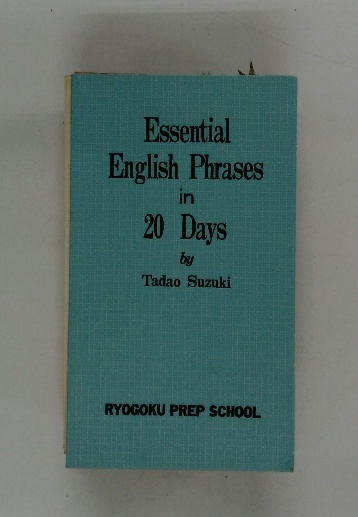 Essential
English Phrases
in
20 Days
by
Tadao Suzuki
RYOGOKU PREP SCHOOL